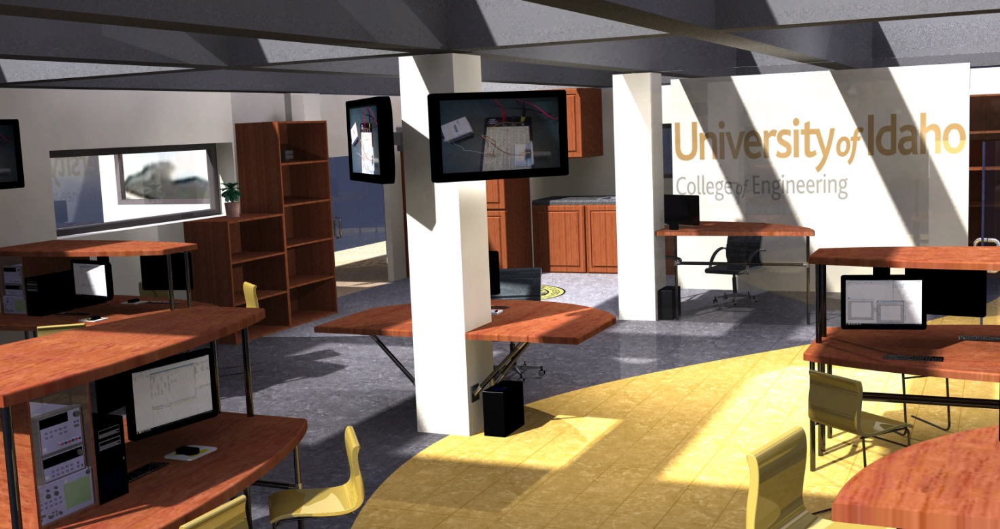 University of Idaho
College of Engineering